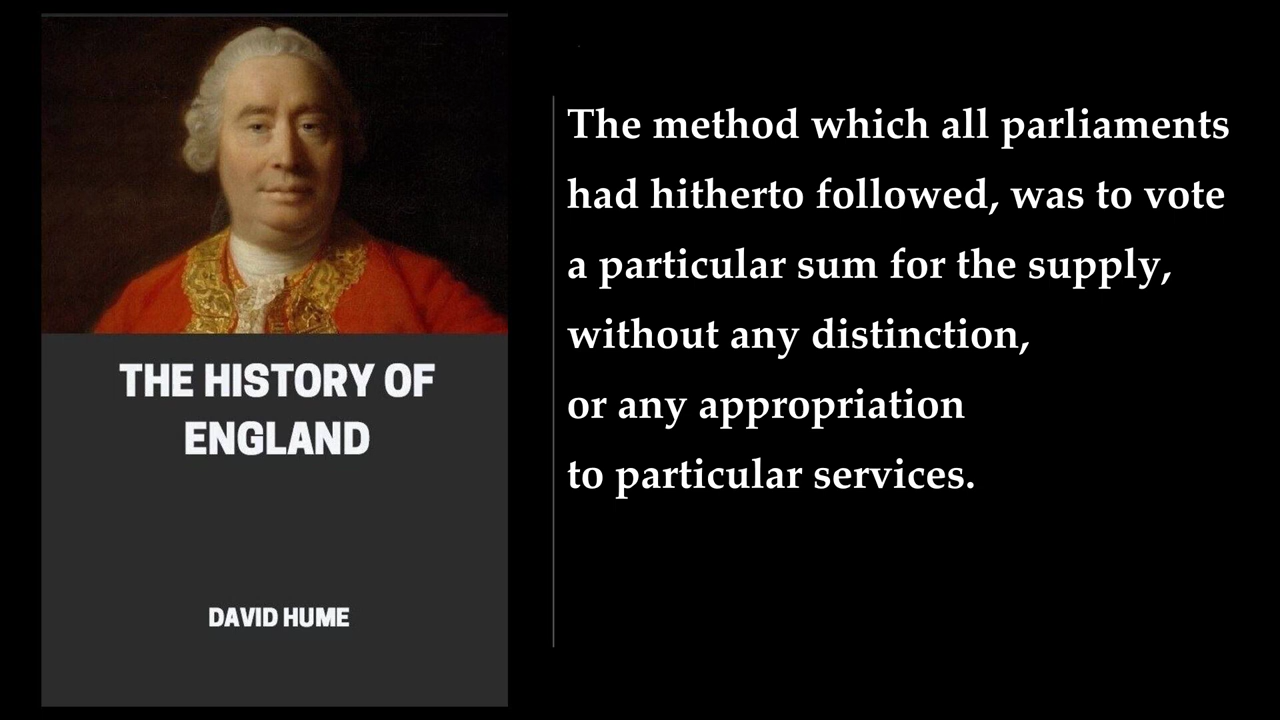 THE HISTORY OF
ENGLAND
DAVID HUME
The method which all parliaments
had hitherto followed, was to vote
a particular sum for the supply,
without any distinction,
or any appropriation
to particular services.